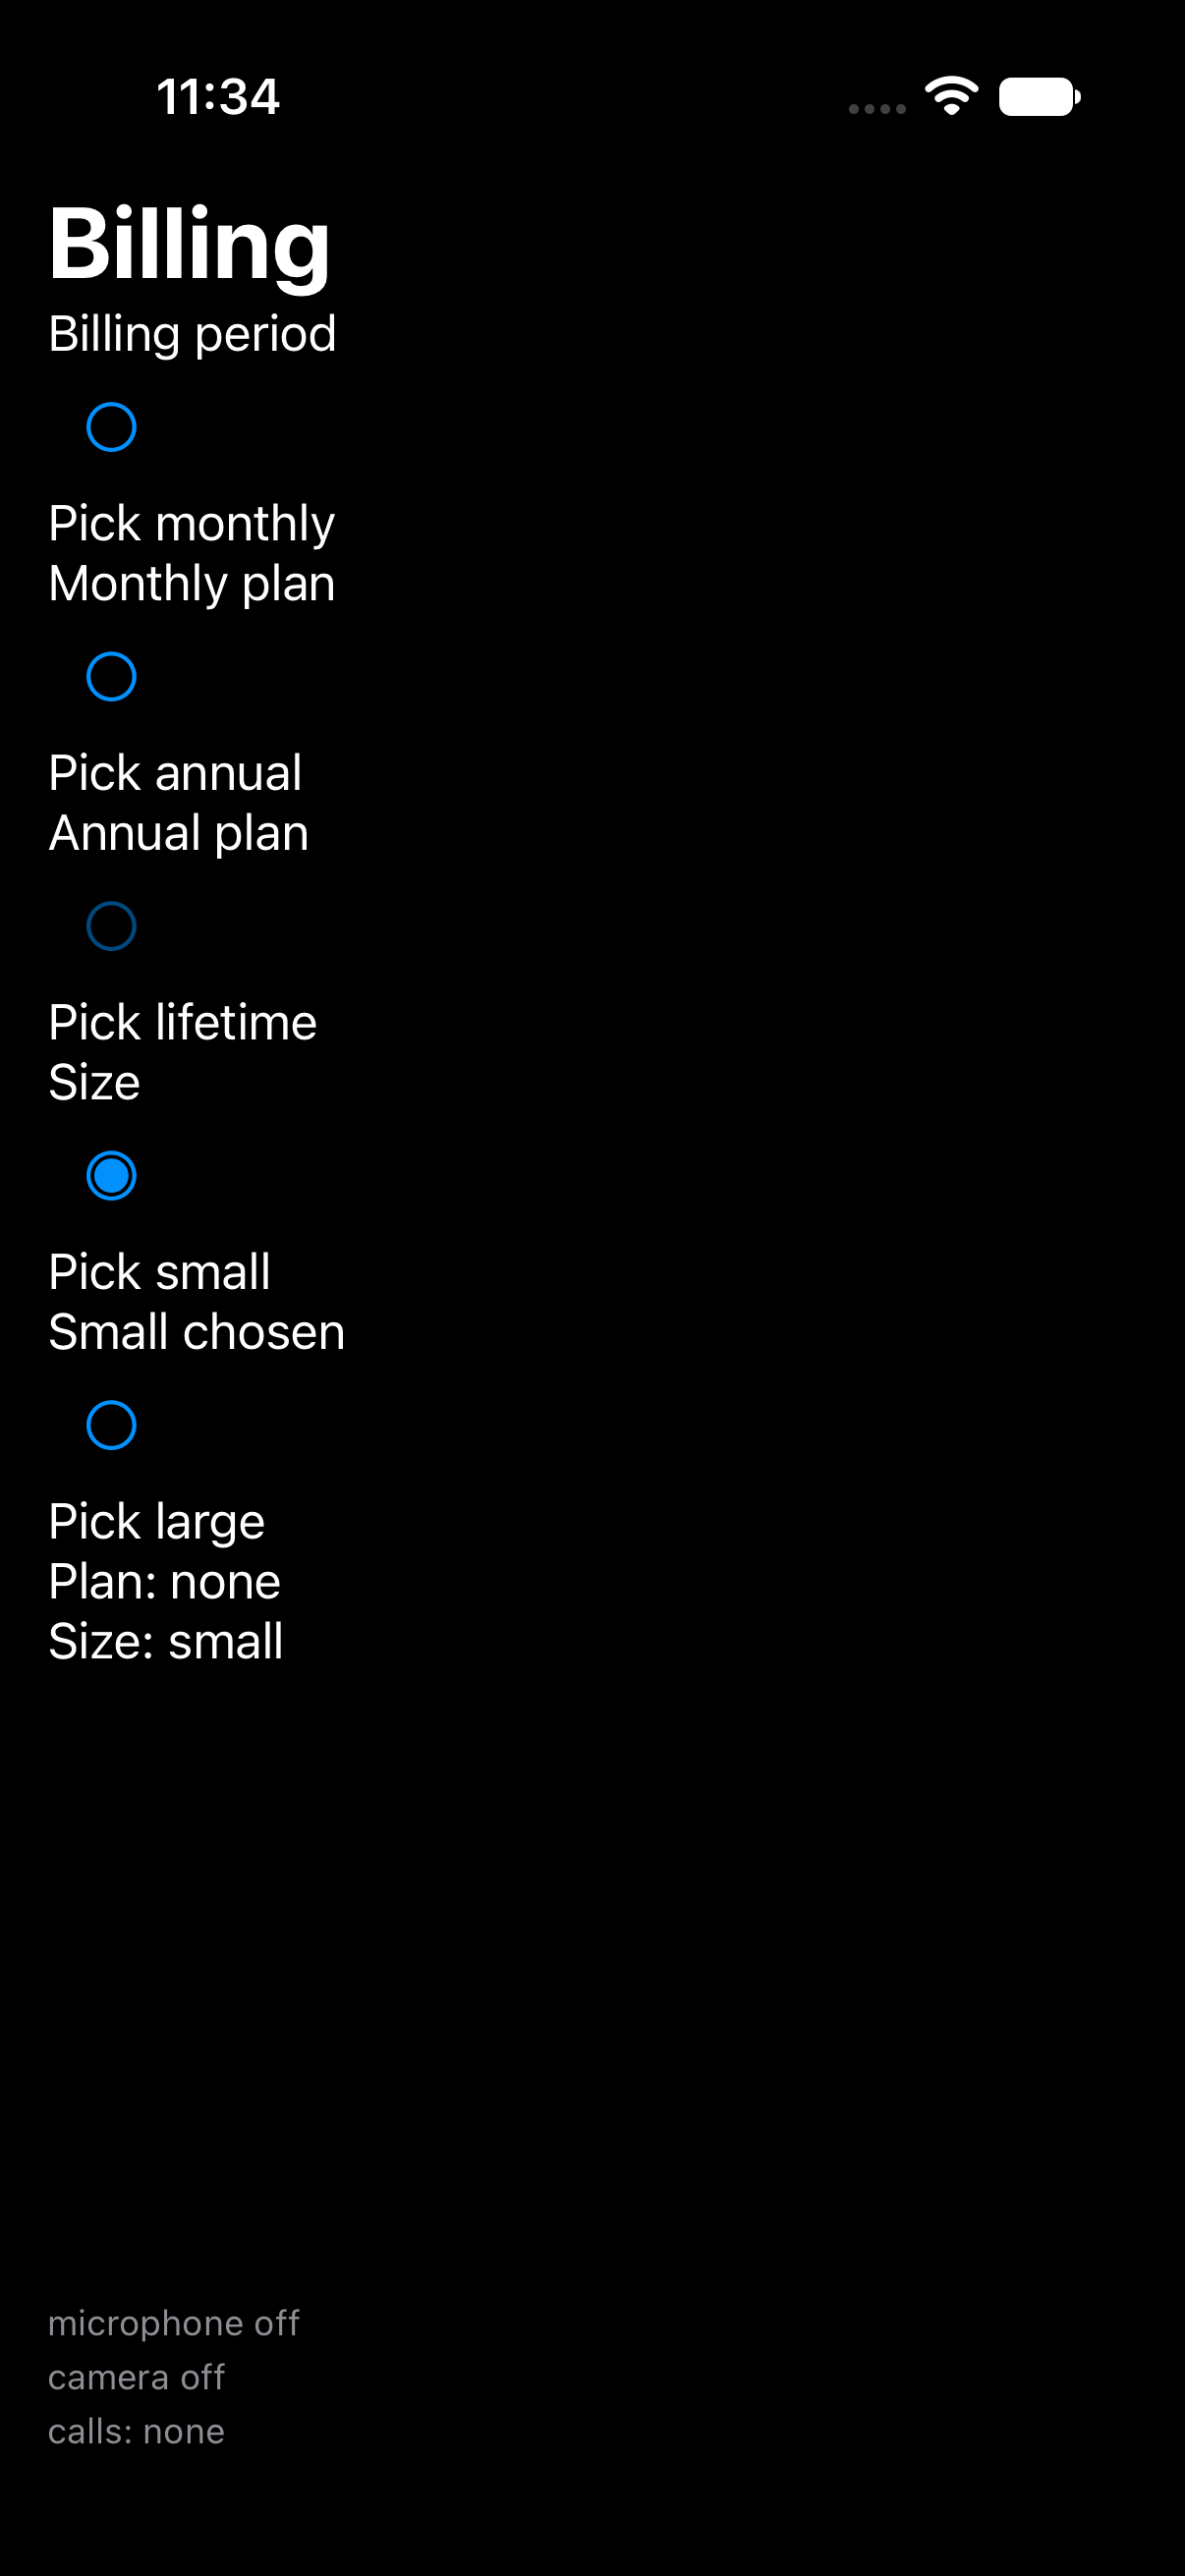 11:34
Billing
Billing period
Pick monthly
Monthly plan
Pick annual
Annual plan
Pick lifetime
Size
Pick small
Small chosen
Pick large
Plan: none
Size: small
microphone off
camera off
calls: none